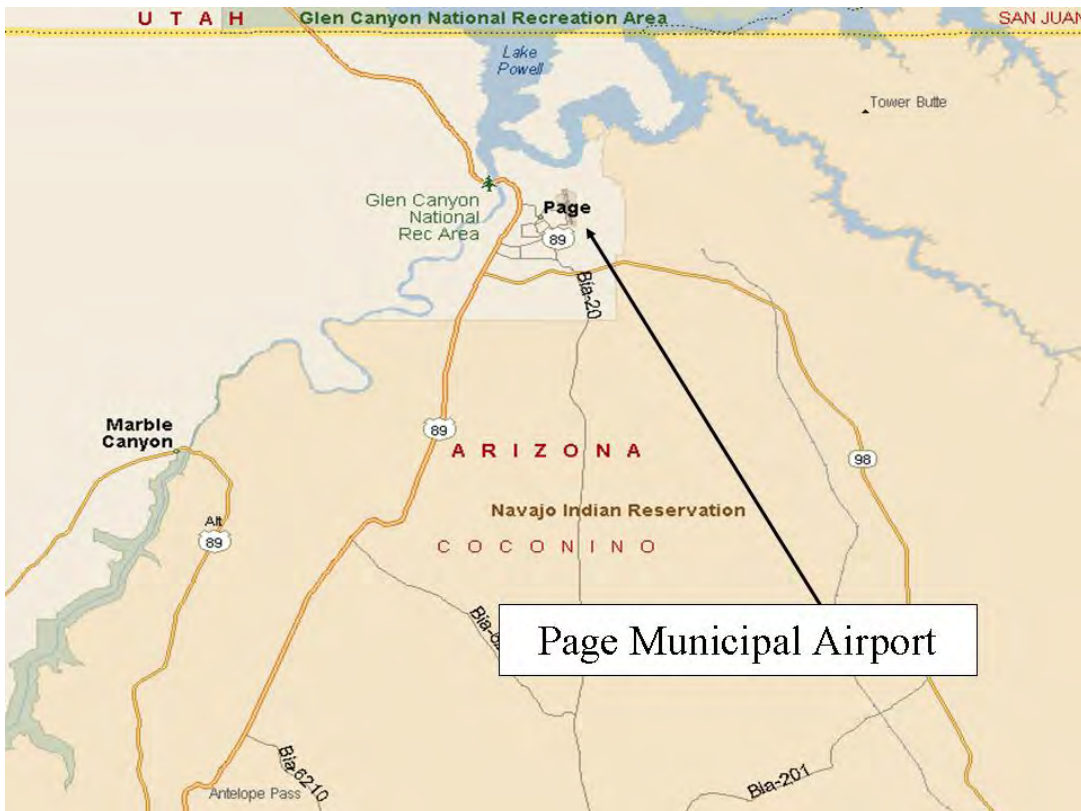 U T A H
Glen Canyon National Recreation Area
SAN JUAN
Lake
Powell
Tower Butte
Glen Canyon
National
Rec Area
Page
89
Bia-20
Marble
Canyon
89
A R I Z O N A
98
Navajo Indian Reservation
Alt
89
C O C O N I N O
Page Municipal Airport
Bia-6210
Bia-201
Antelope Pass